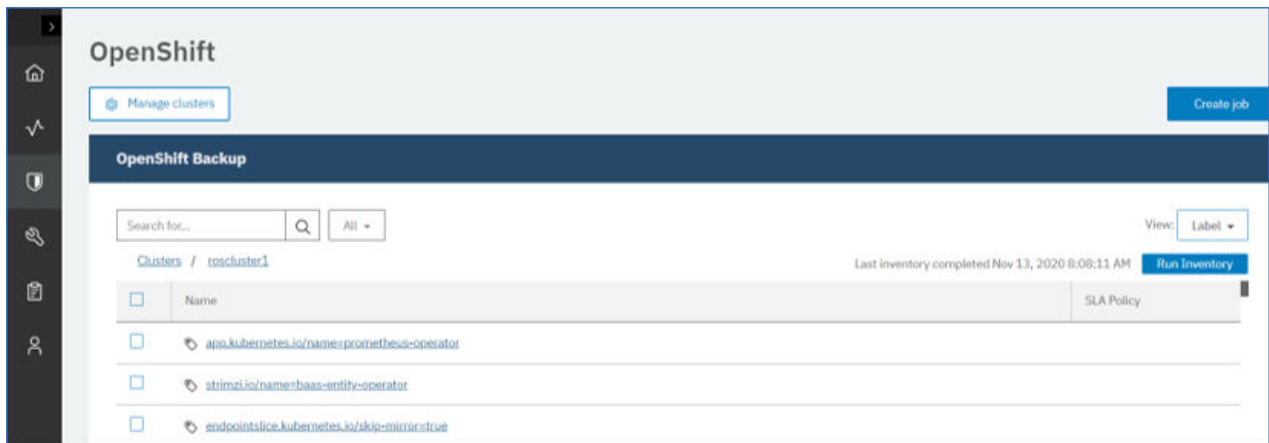 OpenShift
Manage clusters
Create job
OpenShift Backup
Search for...
All
View: Label
Clusters / roscluster1
Last inventory completed Nov 13, 2020 8:08:11 AM Run Inventory
Name SLA Policy
app.kubernetes.io/name=prometheus-operator
strimzi.io/name=baas-entity-operator
endpointslice.kubernetes.io/skip-mirror=true